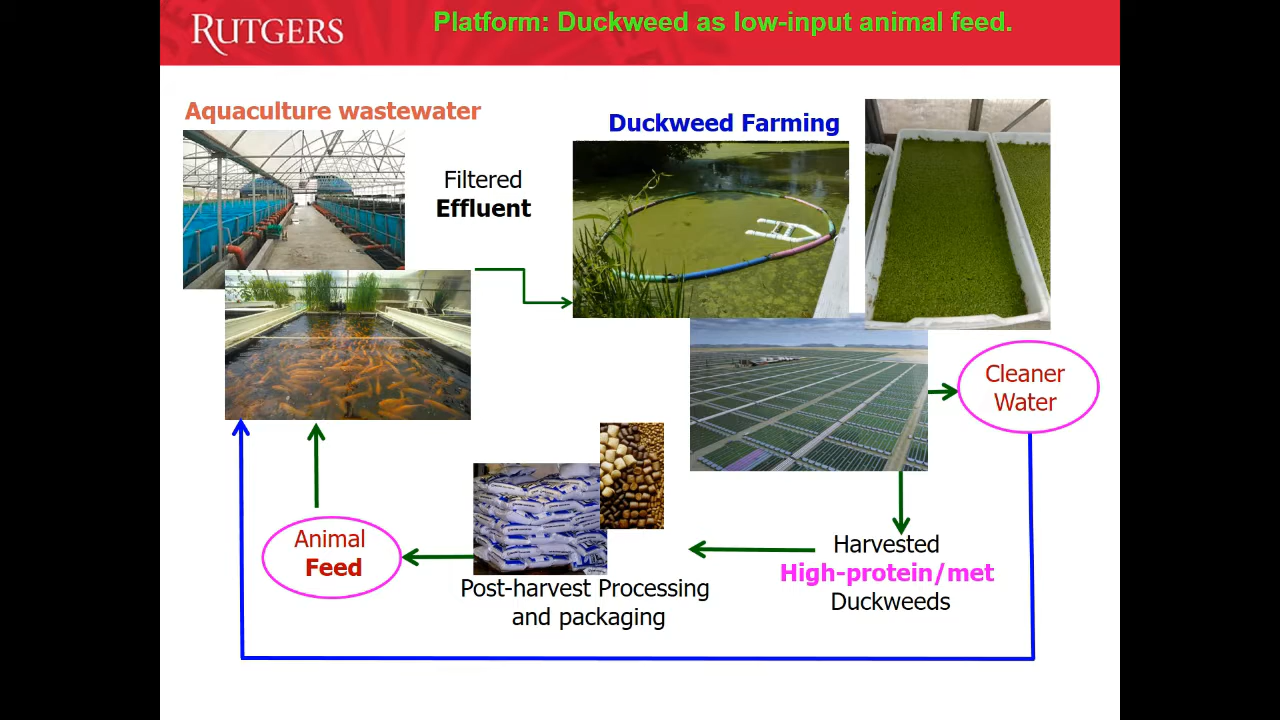 RUTGERS
Platform: Duckweed as low-input animal feed.
Aquaculture wastewater
Filtered
Effluent
Duckweed Farming
Cleaner
Water
Harvested
High-protein/met
Duckweeds
Post-harvest Processing
and packaging
Animal
Feed